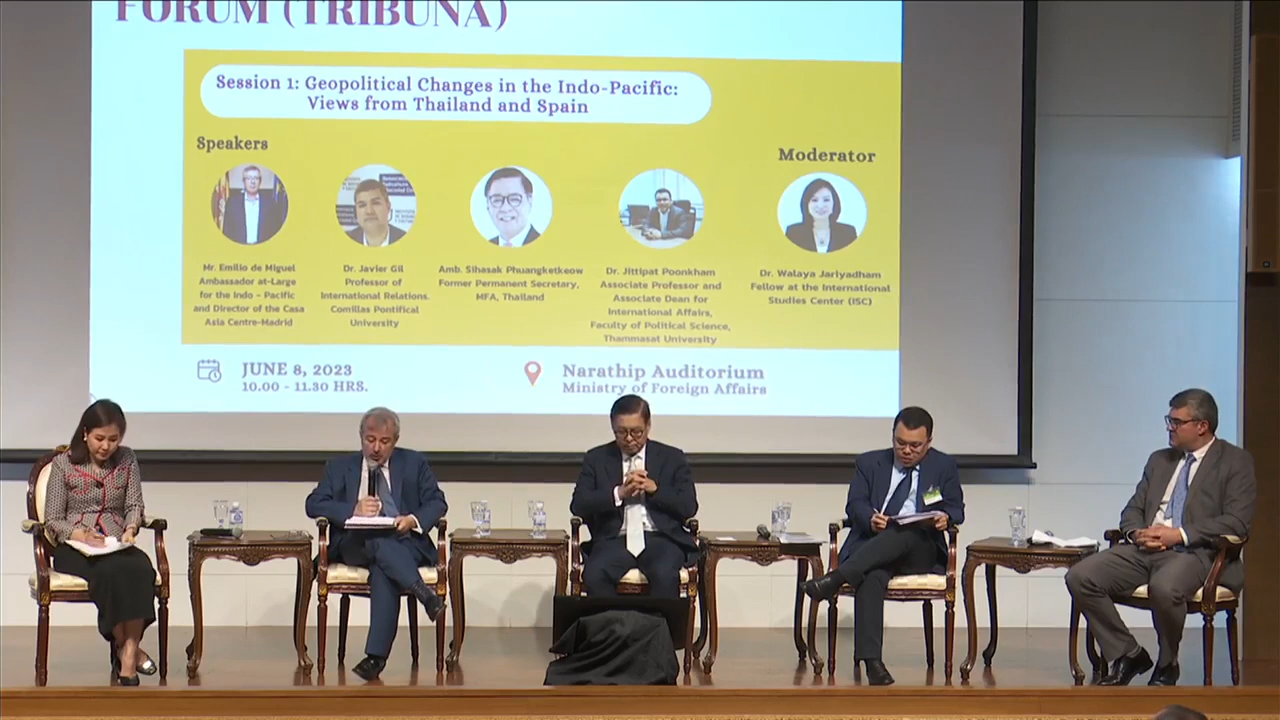 FORUM (TRIBUNA)
Session 1: Geopolitical Changes in the Indo-Pacific:
Views from Thailand and Spain
Speakers
Moderator
Mr. Emilio de Miguel
Ambassador at-Large
for the Indo - Pacific
and Director of the Casa
Asia Centro-Madrid
Dr. Javier Gil
Professor of
International Relations.
Comillas Pontifical
University
Amb. Sihasak Phuangketkeow
Former Permanent Secretary,
MFA, Thailand
Dr. Jittipat Poonkham
Associate Professor and
Associate Dean for
International Affairs,
Faculty of Political Science,
Thammasat University
Dr. Walaya Jariyadham
Fellow at the International
Studies Center (ISC)
JUNE 8, 2023
10.00 - 11.30 HRS.
Narathip Auditorium
Ministry of Foreign Affairs